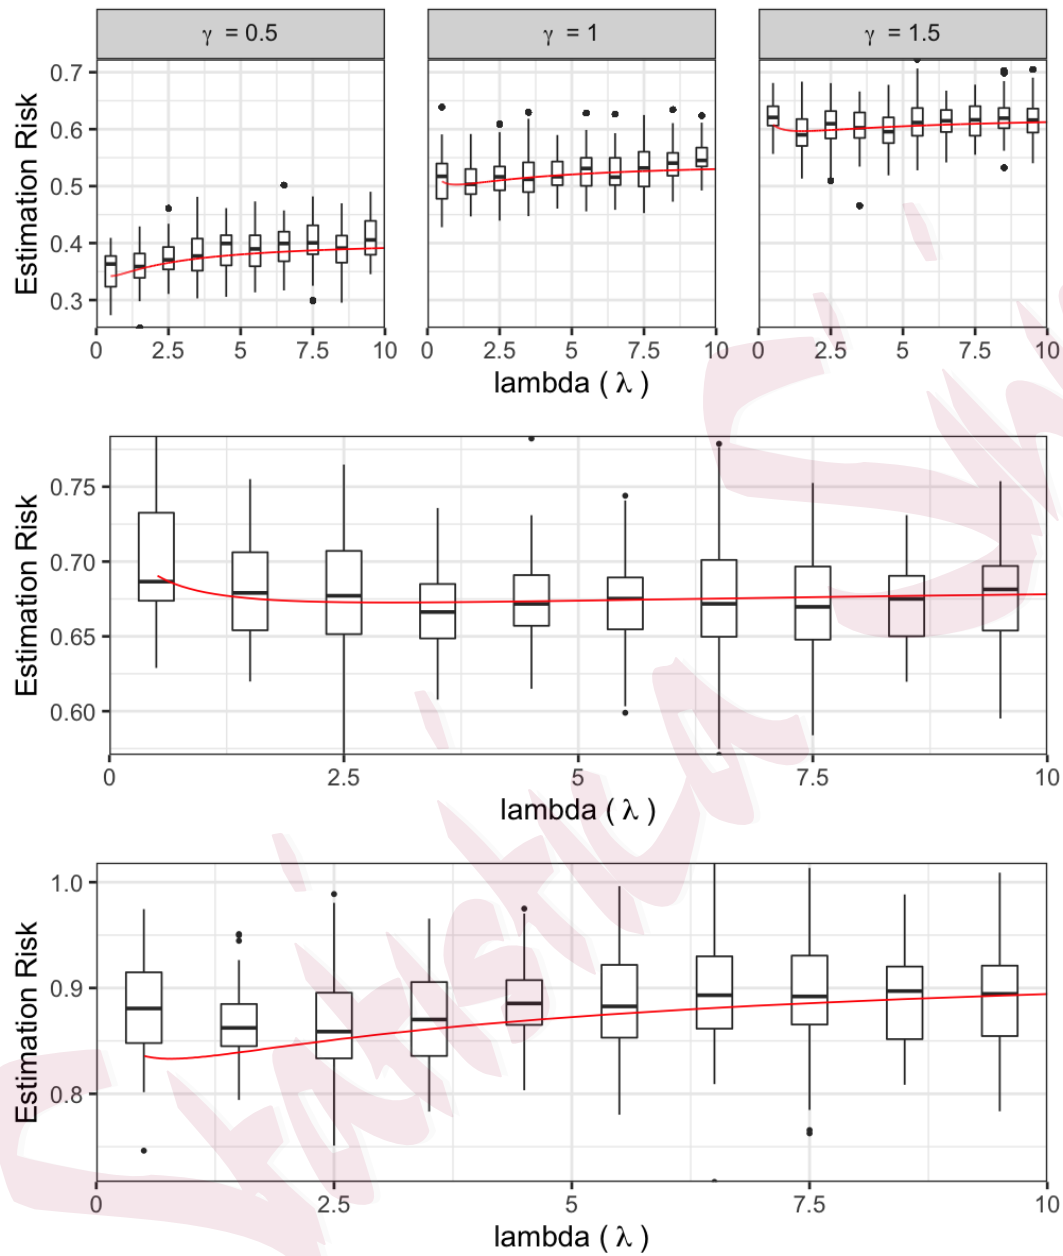 γ = 0.5
γ = 1
γ = 1.5
Estimation Risk
0.7
0.6
0.5
0.4
0.3
0 2.5 5 7.5 10
0 2.5 5 7.5 10
0 2.5 5 7.5 10
lambda ( λ )
Estimation Risk
0.75
0.70
0.65
0.60
0 2.5 5 7.5 10
lambda ( λ )
Estimation Risk
1.0
0.9
0.8
0 2.5 5 7.5 10
lambda ( λ )
Statistica